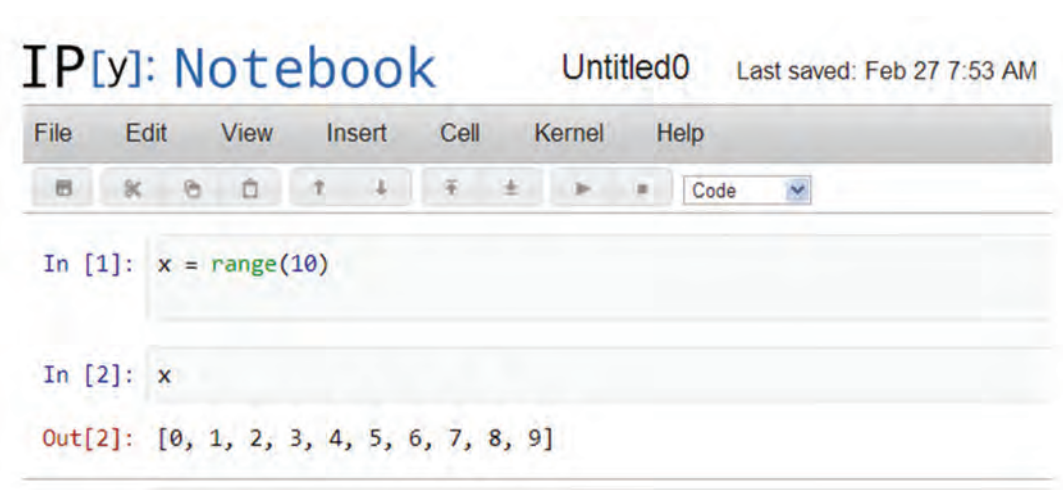 IP[y]: Notebook Untitled0 Last saved: Feb 27 7:53 AM
File Edit View Insert Cell Kernel Help
Code
In [1]: x = range(10)
In [2]: x
Out[2]: [0, 1, 2, 3, 4, 5, 6, 7, 8, 9]